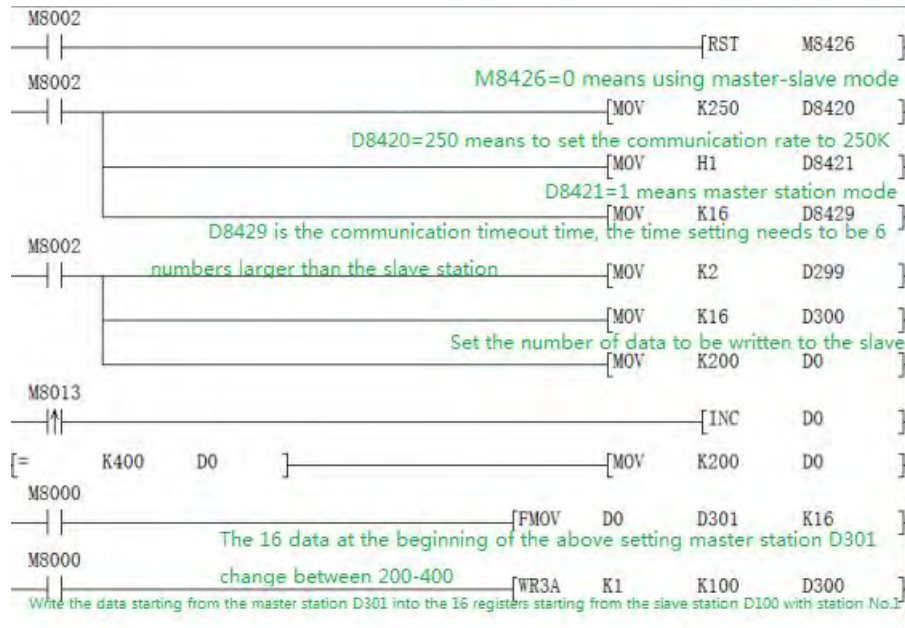 M8002
[RST M8426 ]
M8002
M8426=0 means using master-slave mode
[MOV K250 D8420 ]
D8420=250 means to set the communication rate to 250K
[MOV H1 D8421 ]
D8421=1 means master station mode
[MOV K16 D8429 ]
D8429 is the communication timeout time, the time setting needs to be 6
M8002
numbers larger than the slave station
[MOV K2 D299 ]
[MOV K16 D300 ]
Set the number of data to be written to the slave
[MOV K200 D0 ]
M8013
[INC D0 ]
[= K400 D0 ] [MOV K200 D0 ]
M8000
[FMOV D0 D301 K16 ]
The 16 data at the beginning of the above setting master station D301
M8000
change between 200-400
[WR3A K1 K100 D300 ]
Write the data starting from the master station D301 into the 16 registers starting from the slave station D100 with station No.1